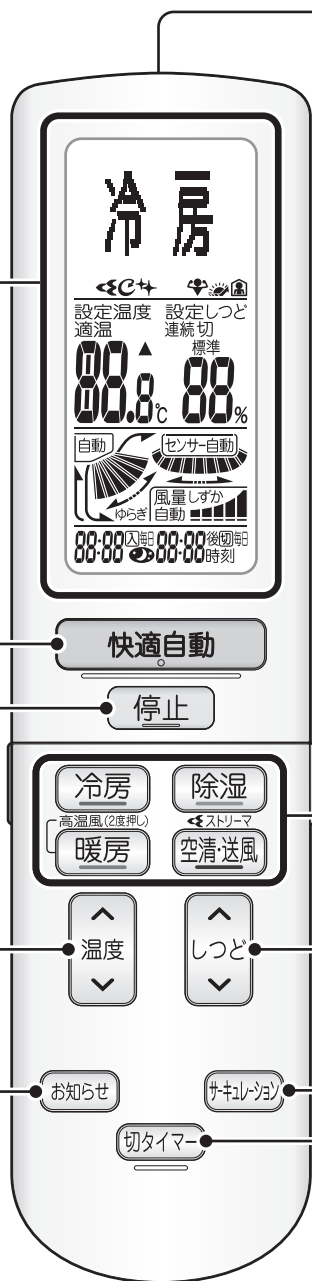 冷房
設定温度 設定しつど
適温 連続切
標準
88.8℃ 88%
自動 センサー自動
ゆらぎ 風量しずか
自動
88:88入毎日 88:88後切毎日
時刻
快適自動
停止
冷房 除湿
高温風(2度押し) ストリーマ
暖房 空清・送風
温度 しつど
お知らせ サーキュレーション
切タイマー